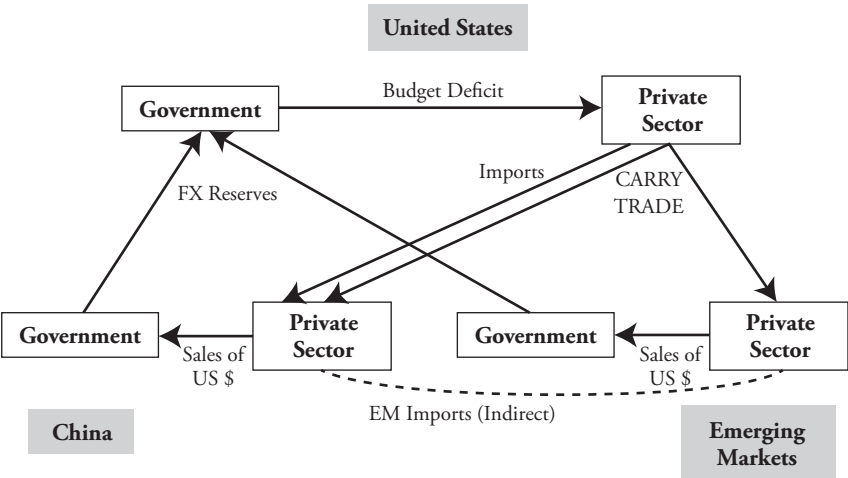 United States
Budget Deficit
Government
Private
Sector
Imports
CARRY
TRADE
FX Reserves
Government
Sales of
US $
Private
Sector
Government
Sales of
US $
Private
Sector
EM Imports (Indirect)
China
Emerging
Markets